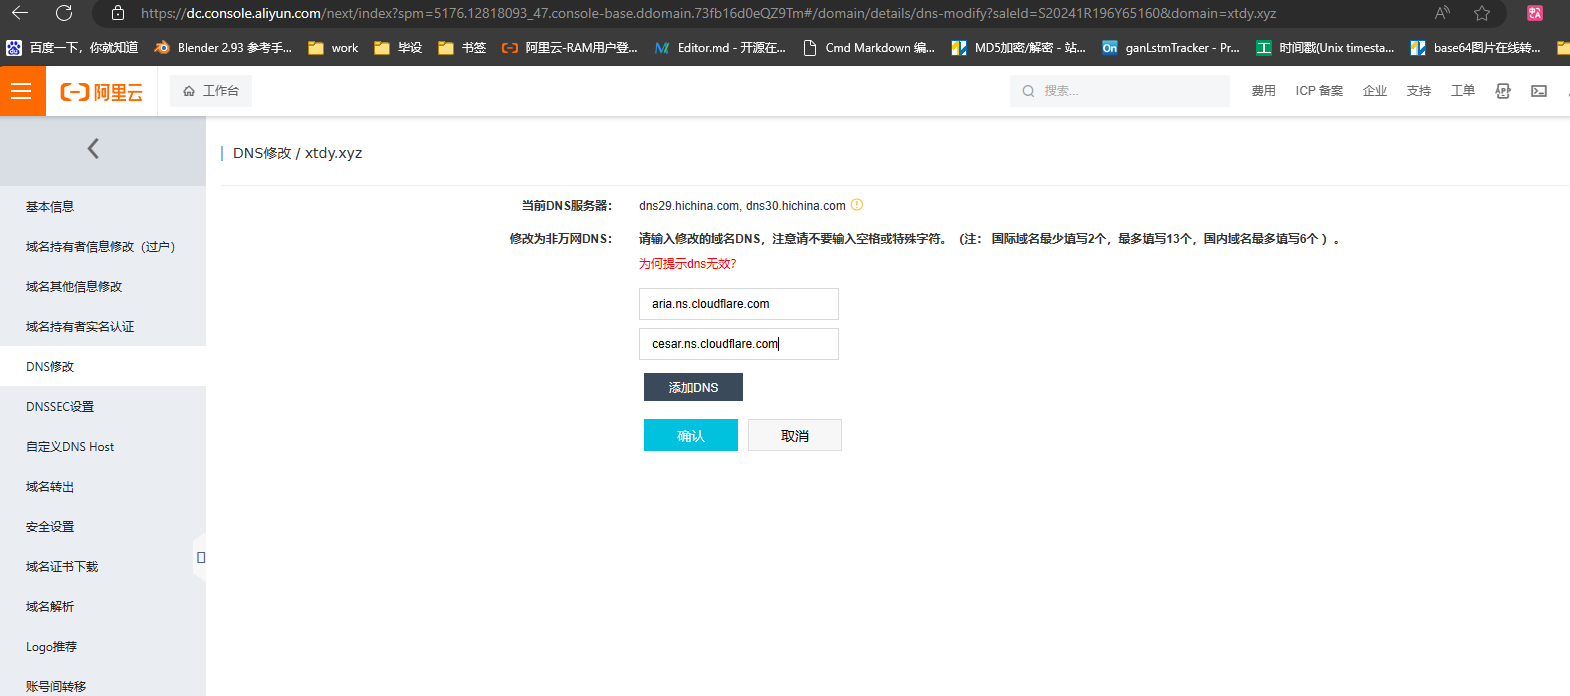 https://dc.console.aliyun.com/next/index?spm=5176.12818093_47.console-base.ddomain.73fb16d0eQZ9Tm#/domain/details/dns-modify?saleId=S20241R196Y65160&domain=xtdy.xyz
百度一下，你就知道 Blender 2.93 参考手... work 毕设 书签 阿里云-RAM用户登... Editor.md - 开源在... Cmd Markdown 编... MD5加密/解密 - 站... On ganLstmTracker - Pr... 工 时间戳(Unix timesta... base64图片在线转...
阿里云 工作台 搜索... 费用 ICP 备案 企业 支持 工单
DNS修改 / xtdy.xyz
基本信息
域名持有者信息修改（过户）
域名其他信息修改
域名持有者实名认证
DNS修改
DNSSEC设置
自定义DNS Host
域名转出
安全设置
域名证书下载
域名解析
Logo推荐
账号间转移
当前DNS服务器： dns29.hichina.com, dns30.hichina.com
修改为非万网DNS： 请输入修改的域名DNS，注意请不要输入空格或特殊字符。（注： 国际域名最少填写2个，最多填写13个，国内域名最多填写6个 ）。
为何提示dns无效?
aria.ns.cloudflare.com
cesar.ns.cloudflare.com
添加DNS
确认 取消